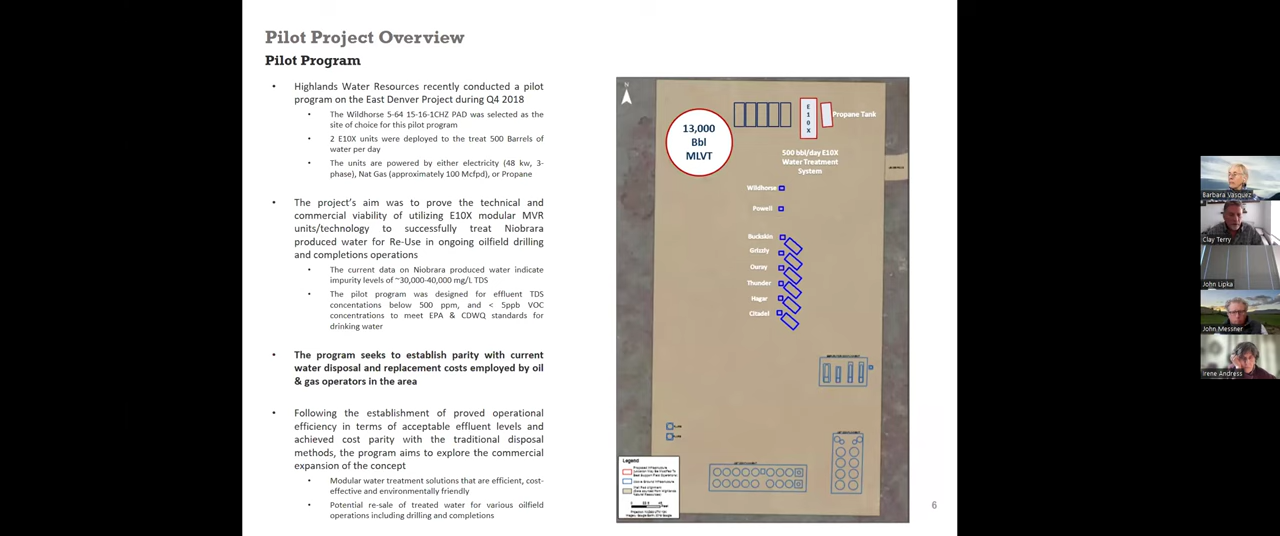 Pilot Project Overview
Pilot Program
Highlands Water Resources recently conducted a pilot
program on the East Denver Project during Q4 2018
The Wildhorse 5-64 15-16-1CHZ PAD was selected as the
site of choice for this pilot program
2 E10X units were deployed to the treat 500 Barrels of
water per day
The units are powered by either electricity (48 kw, 3-
phase), Nat Gas (approximately 100 Mcfpd), or Propane
The project's aim was to prove the technical and
commercial viability of utilizing E10X modular MVR
units/technology to successfully treat Niobrara
produced water for Re-Use in ongoing oilfield drilling
and completions operations
The current data on Niobrara produced water indicate
impurity levels of ~30,000-40,000 mg/L TDS
The pilot program was designed for effluent TDS
concentations below 500 ppm, and < 5ppb VOC
concentrations to meet EPA & CDWQ standards for
drinking water
The program seeks to establish parity with current
water disposal and replacement costs employed by oil
& gas operators in the area
Following the establishment of proved operational
efficiency in terms of acceptable effluent levels and
achieved cost parity with the traditional disposal
methods, the program aims to explore the commercial
expansion of the concept
Modular water treatment solutions that are efficient, cost-
effective and environmentally friendly
Potential re-sale of treated water for various oilfield
operations including drilling and completions
N
13,000
Bbl
MLVT
E
1
0
X
Propane Tank
500 bbl/day E10X
Water Treatment
System
Wildhorse
Powell
Buckskin
Grizzly
Ouray
Thunder
Hagar
Citadel
Legend
6
Barbara Vasquez
Clay Terry
John Lipka
John Messner
Irene Andress